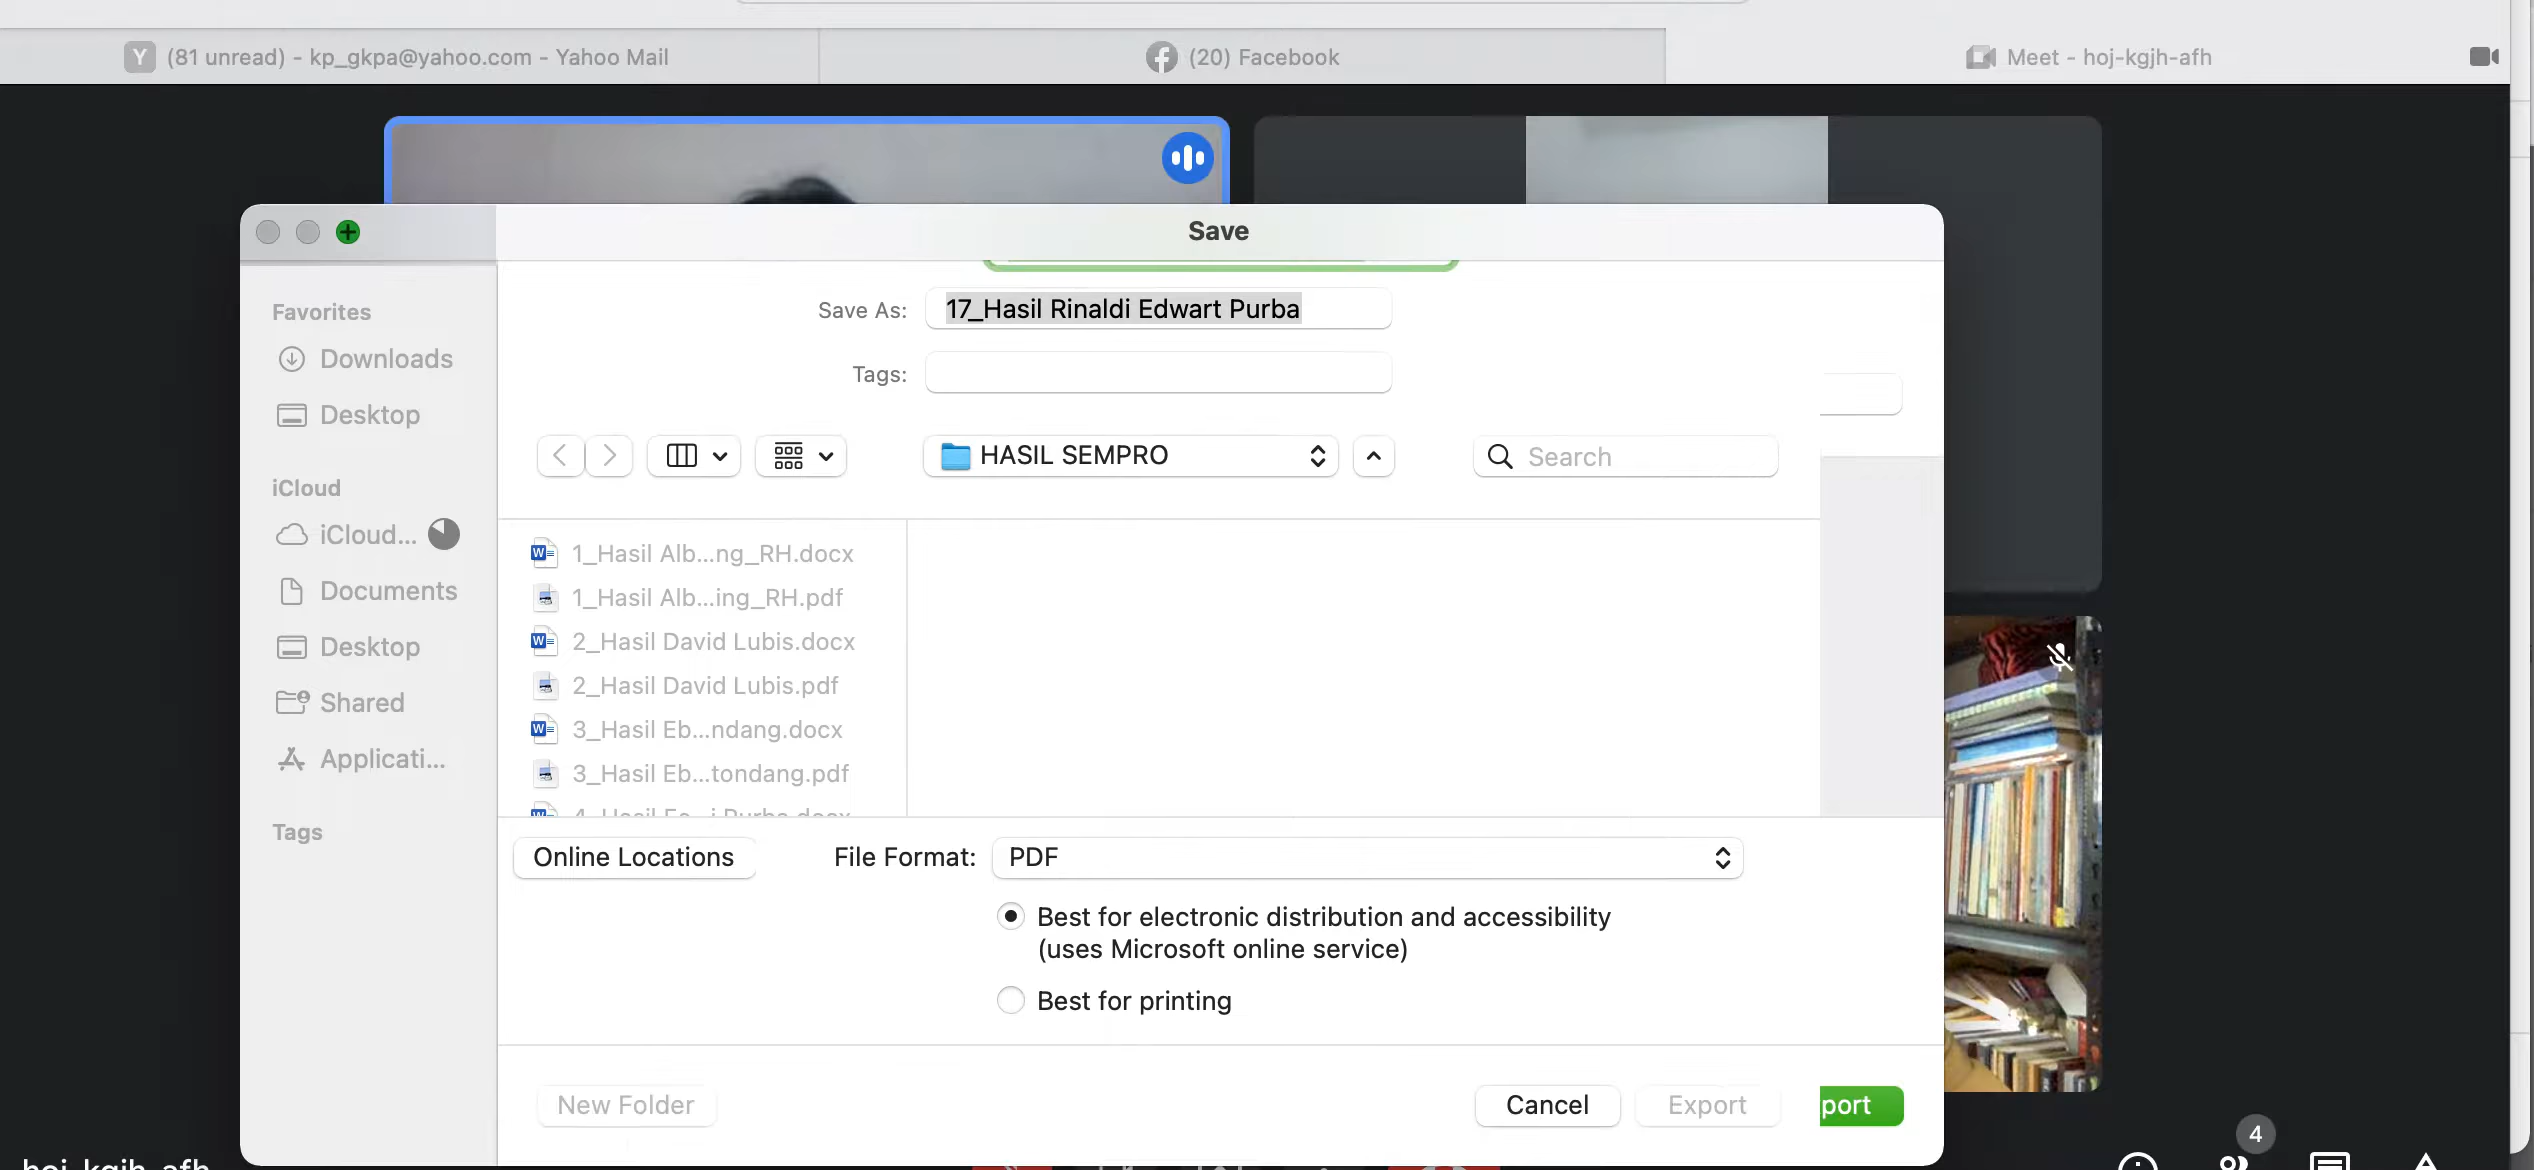 (81 unread) - kp_gkpa@yahoo.com - Yahoo Mail
(20) Facebook
Meet - hoj-kgjh-afh
Save
Favorites
Downloads
Desktop
iCloud
iCloud...
Documents
Desktop
Shared
Applicati...
Tags
Save As: 17_Hasil Rinaldi Edwart Purba
Tags:
HASIL SEMPRO
Search
1_Hasil Alb...ng_RH.docx
1_Hasil Alb...ing_RH.pdf
2_Hasil David Lubis.docx
2_Hasil David Lubis.pdf
3_Hasil Eb...ndang.docx
3_Hasil Eb...tondang.pdf
Online Locations
File Format: PDF
Best for electronic distribution and accessibility
(uses Microsoft online service)
Best for printing
New Folder
Cancel
Export
port
4
hoj-kgjh-afh